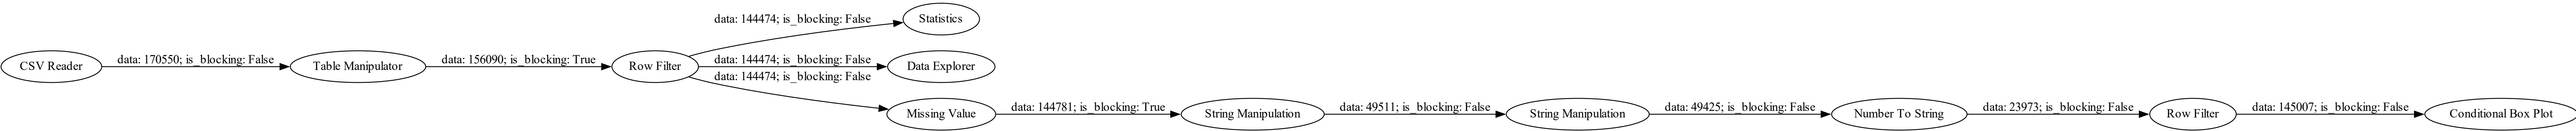 data: 144474; is_blocking: False
Statistics
CSV Reader
data: 170550; is_blocking: False
Table Manipulator
data: 156090; is_blocking: True
Row Filter
data: 144474; is_blocking: False
Data Explorer
data: 144474; is_blocking: False
Missing Value
data: 144781; is_blocking: True
String Manipulation
data: 49511; is_blocking: False
String Manipulation
data: 49425; is_blocking: False
Number To String
data: 23973; is_blocking: False
Row Filter
data: 145007; is_blocking: False
Conditional Box Plot